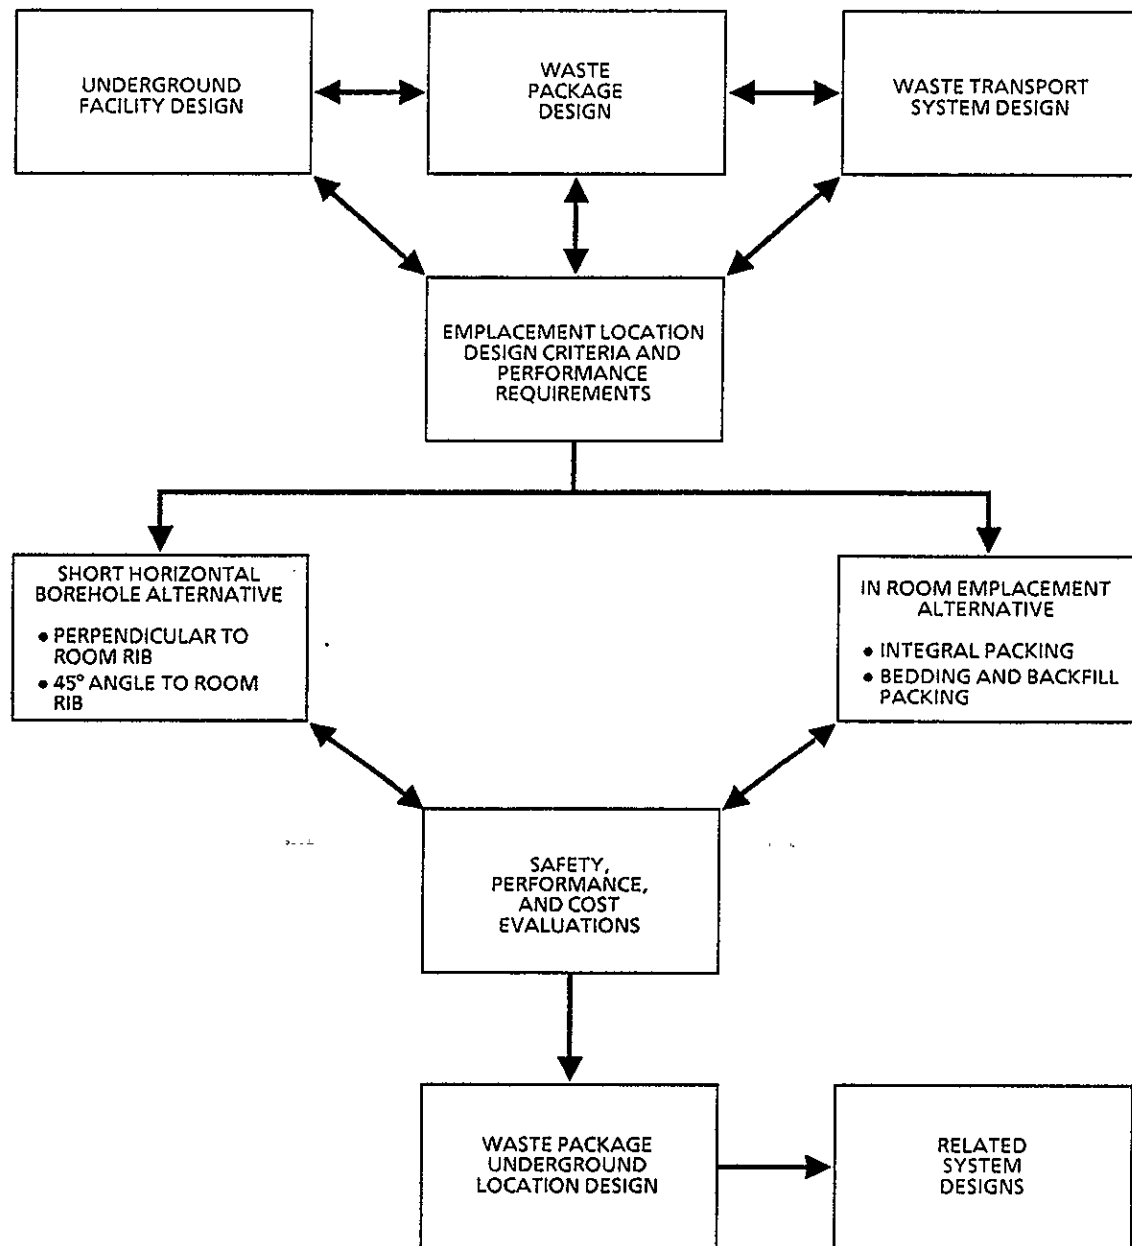 UNDERGROUND
FACILITY DESIGN
WASTE
PACKAGE
DESIGN
WASTE TRANSPORT
SYSTEM DESIGN
EMPLACEMENT LOCATION
DESIGN CRITERIA AND
PERFORMANCE
REQUIREMENTS
SHORT HORIZONTAL
BOREHOLE ALTERNATIVE
• PERPENDICULAR TO
ROOM RIB
• 45° ANGLE TO ROOM
RIB
IN ROOM EMPLACEMENT
ALTERNATIVE
• INTEGRAL PACKING
• BEDDING AND BACKFILL
PACKING
SAFETY,
PERFORMANCE,
AND COST
EVALUATIONS
WASTE PACKAGE
UNDERGROUND
LOCATION DESIGN
RELATED
SYSTEM
DESIGNS